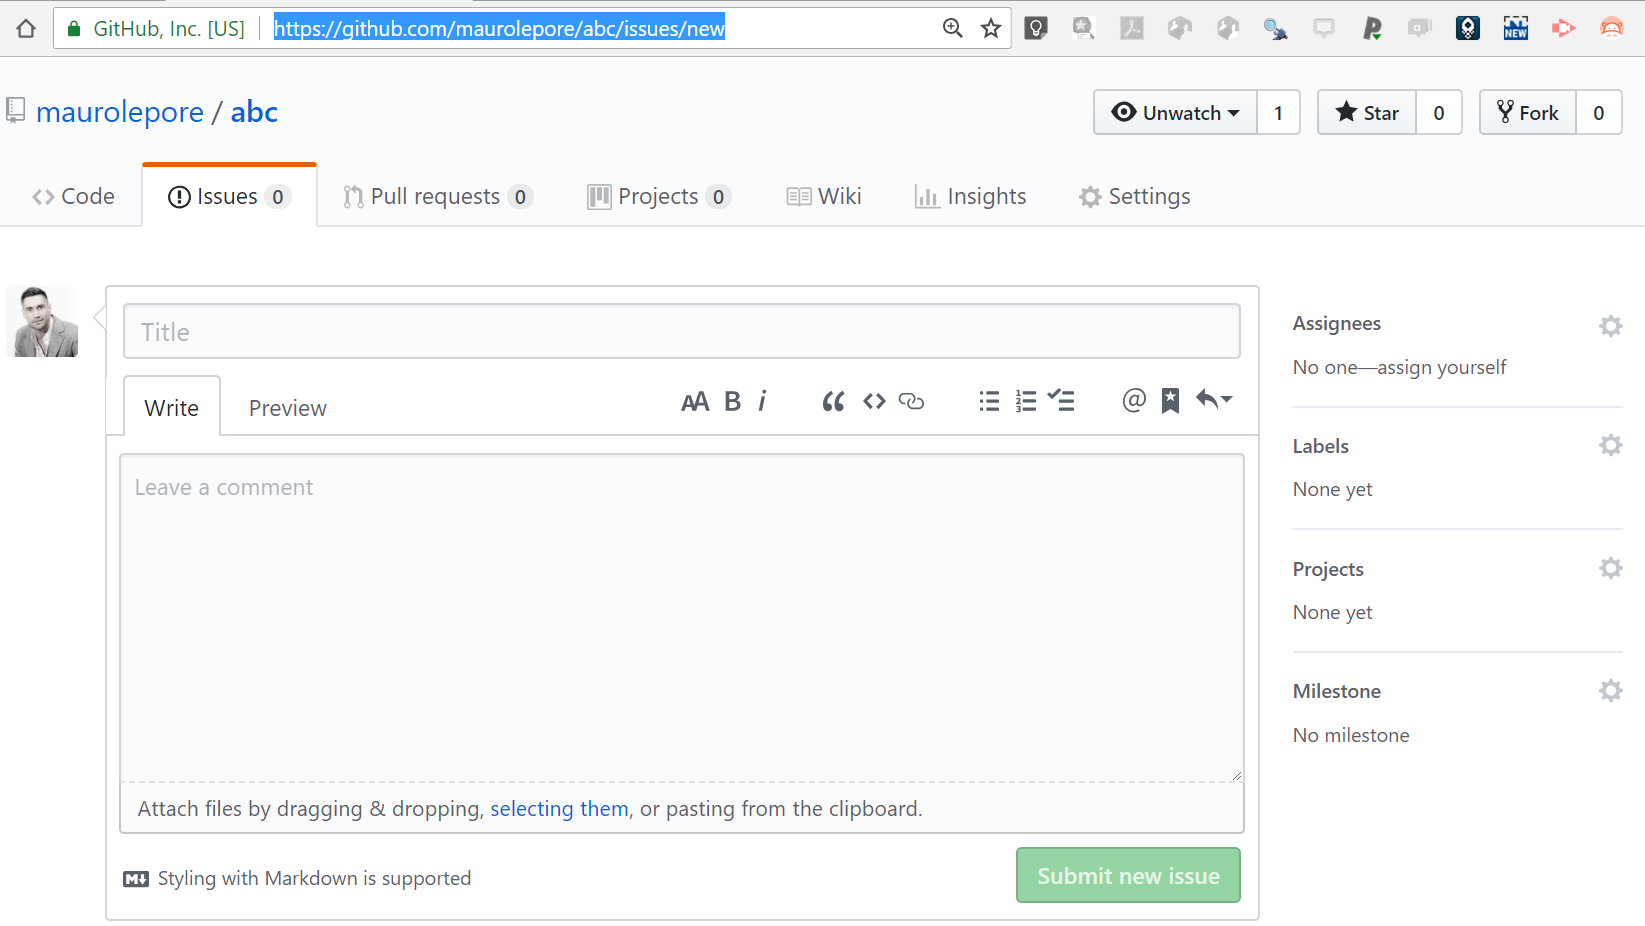 GitHub, Inc. [US] https://github.com/maurolepore/abc/issues/new
NEW
maurolepore / abc
Unwatch 1 Star 0 Fork 0
Code Issues 0 Pull requests 0 Projects 0 Wiki Insights Settings
Title
Write Preview
AA B i “ <> @
Leave a comment
Attach files by dragging & dropping, selecting them, or pasting from the clipboard.
Styling with Markdown is supported
Submit new issue
Assignees
No one—assign yourself
Labels
None yet
Projects
None yet
Milestone
No milestone